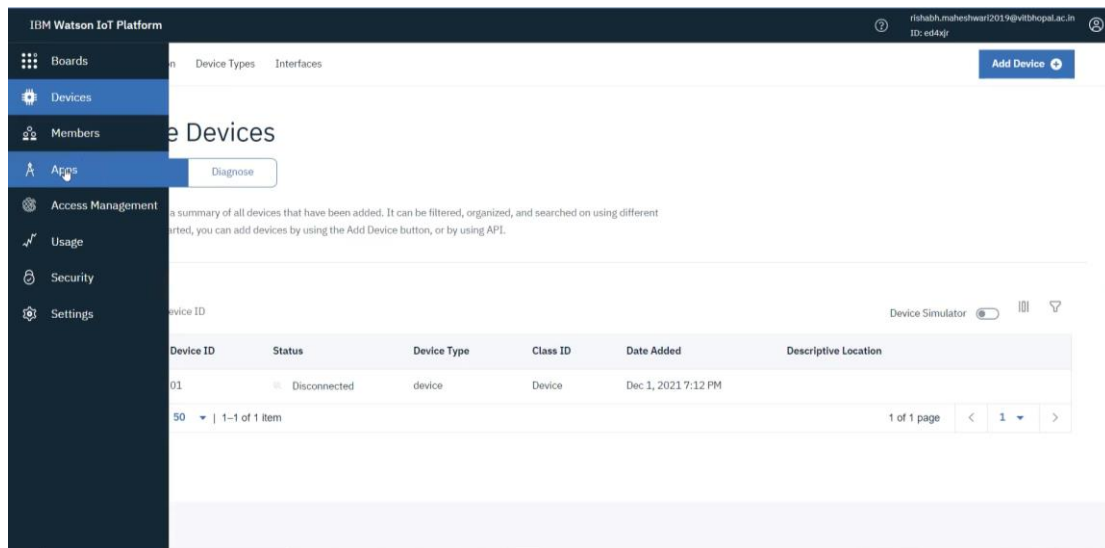 IBM Watson IoT Platform
rishabh.maheshwari2019@vitbhopal.ac.in
ID: ed4xjr
Boards
Devices
Members
Apps
Access Management
Usage
Security
Settings
n Device Types Interfaces
Add Device
e Devices
Diagnose
a summary of all devices that have been added. It can be filtered, organized, and searched on using different
arted, you can add devices by using the Add Device button, or by using API.
evice ID
Device Simulator
Device ID Status Device Type Class ID Date Added Descriptive Location
01 Disconnected device Device Dec 1, 2021 7:12 PM
50 | 1–1 of 1 item
1 of 1 page < 1 >